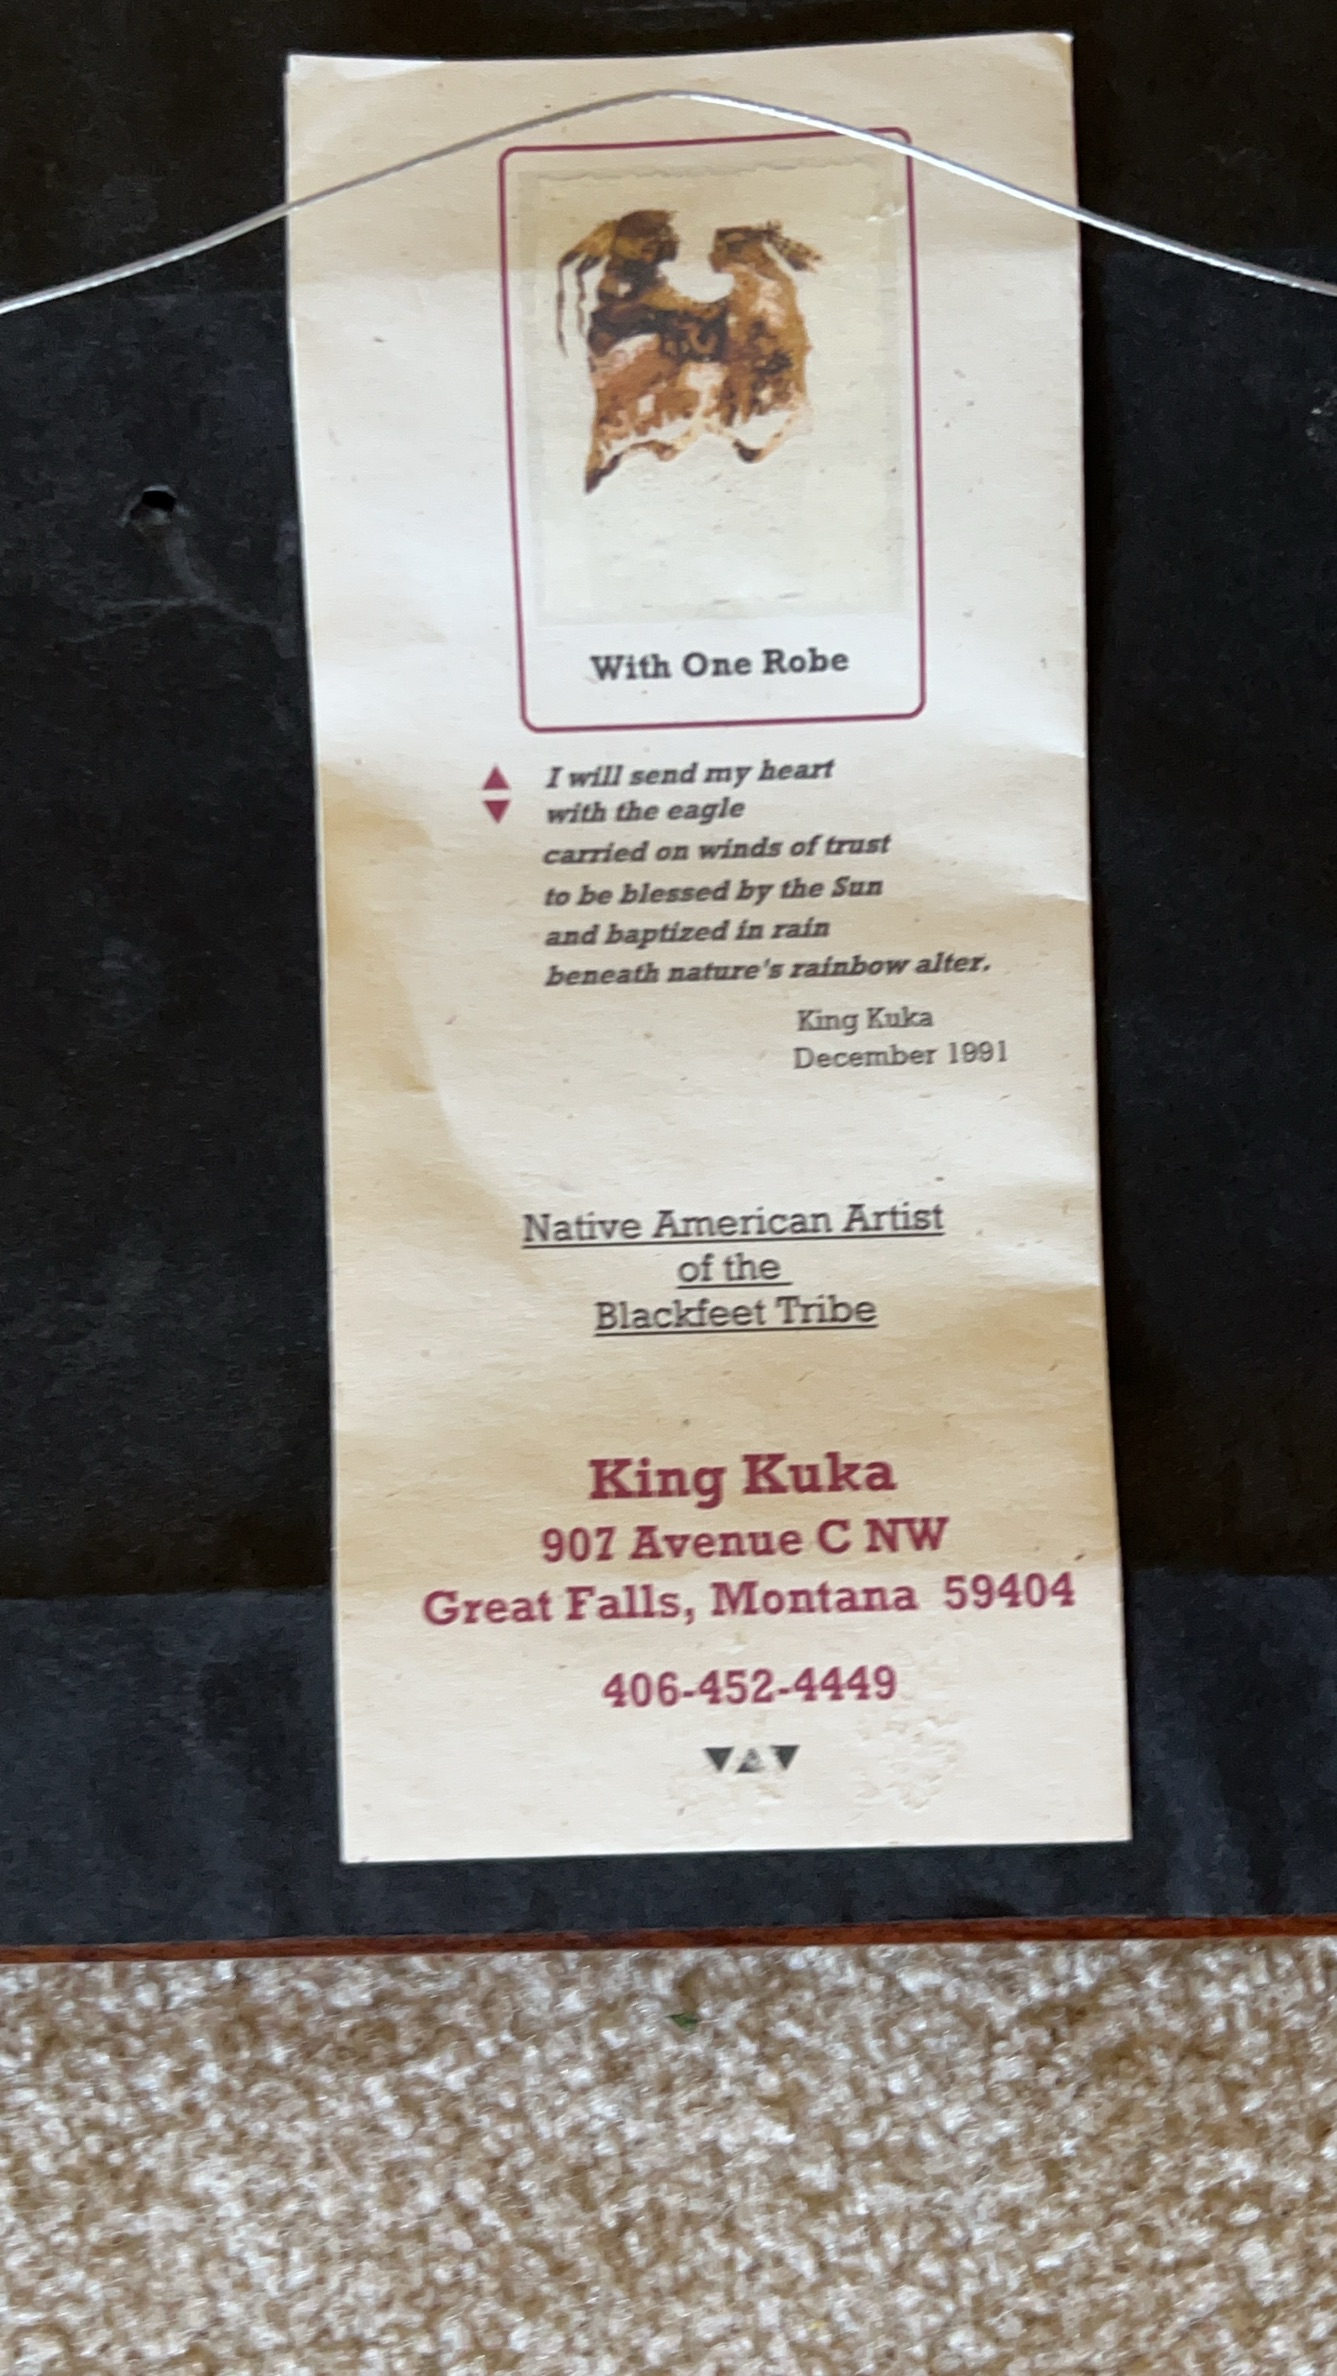 With One Robe
I will send my heart
with the eagle
carried on winds of trust
to be blessed by the Sun
and baptized in rain
beneath nature's rainbow alter.
King Kuka
December 1991
Native American Artist
of the
Blackfeet Tribe
King Kuka
907 Avenue C NW
Great Falls, Montana 59404
406-452-4449